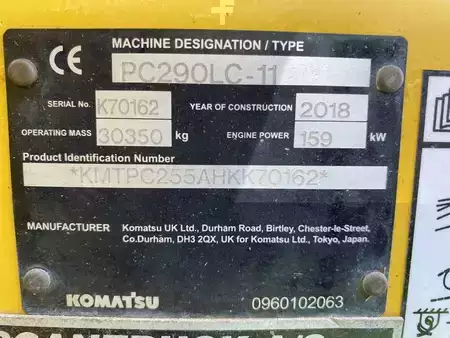 MACHINE DESIGNATION / TYPE
CE
PC290LC-11
SERIAL No. K70162 YEAR OF CONSTRUCTION 2018
OPERATING MASS 30350 kg ENGINE POWER 159 kW
Product Identification Number
*KMTPC255AHKK70162*
MANUFACTURER Komatsu UK Ltd., Durham Road, Birtley, Chester-le-Street,
Co.Durham, DH3 2QX, UK for Komatsu Ltd., Tokyo, Japan.
KOMATSU 0960102063